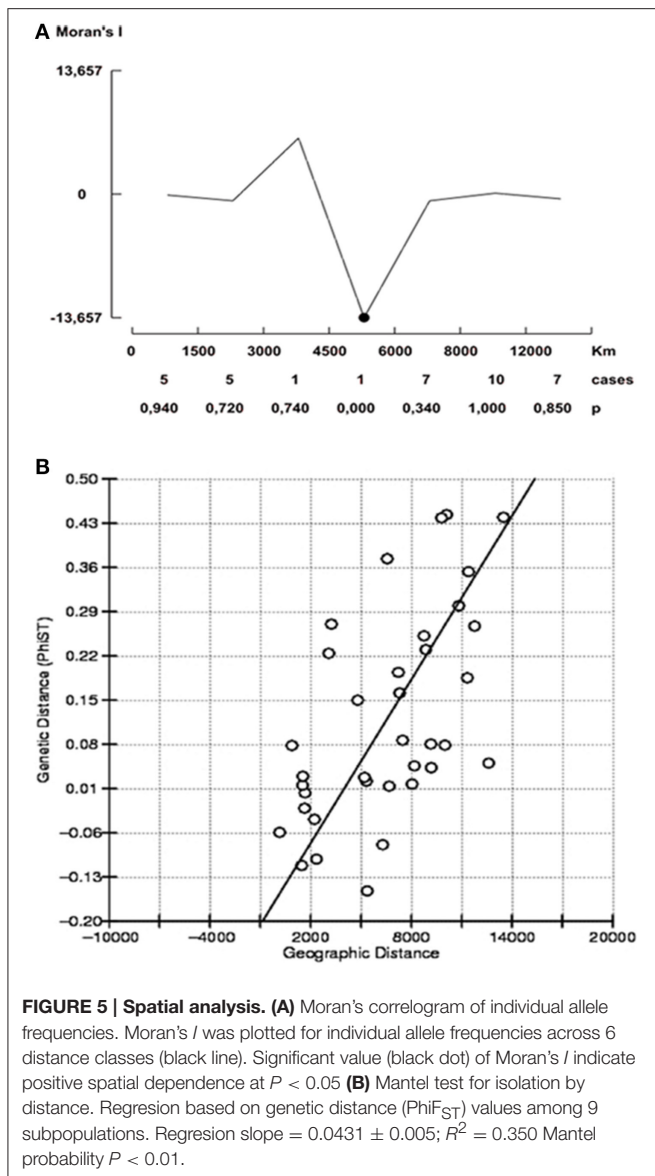 A Moran's I
13,657
0
-13,657
0 1500 3000 4500 6000 8000 12000 Km
5 5 1 1 7 10 7 cases
0,940 0,720 0,740 0,000 0,340 1,000 0,850 p
B
0.50
0.43
0.36
0.29
0.22
0.15
0.08
0.01
−0.06
−0.13
−0.20
Genetic Distance (PhiST)
−10000 −4000 2000 8000 14000 20000
Geographic Distance
FIGURE 5 | Spatial analysis. (A) Moran's correlogram of individual allele
frequencies. Moran's I was plotted for individual allele frequencies across 6
distance classes (black line). Significant value (black dot) of Moran's I indicate
positive spatial dependence at P < 0.05 (B) Mantel test for isolation by
distance. Regresion based on genetic distance (PhiFST) values among 9
subpopulations. Regresion slope = 0.0431 ± 0.005; R² = 0.350 Mantel
probability P < 0.01.